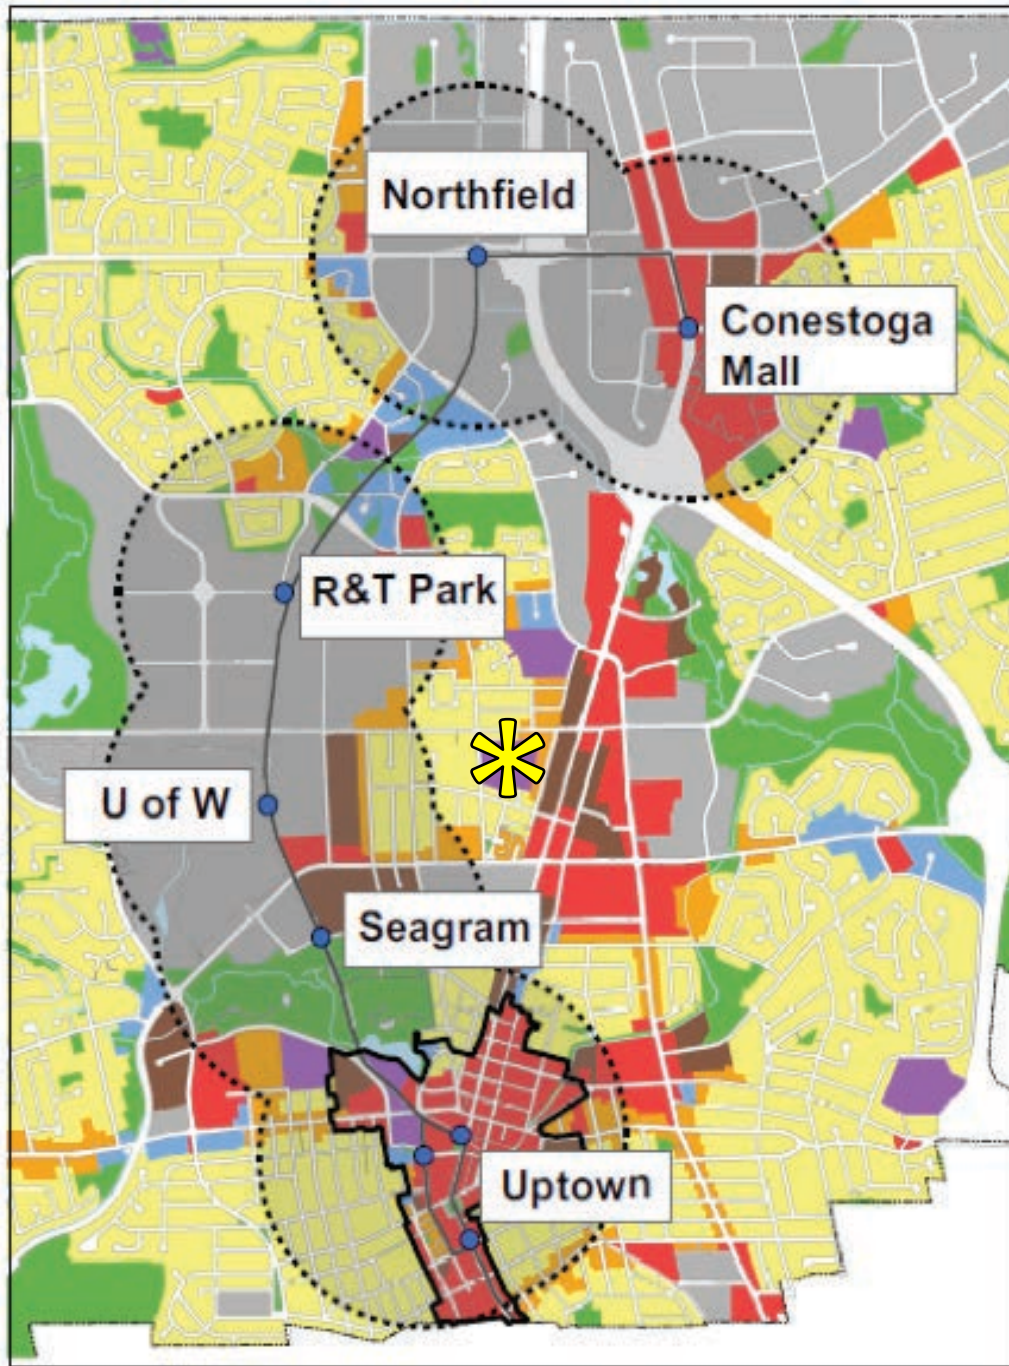 Northfield
Conestoga
Mall
R&T Park
U of W
Seagram
Uptown